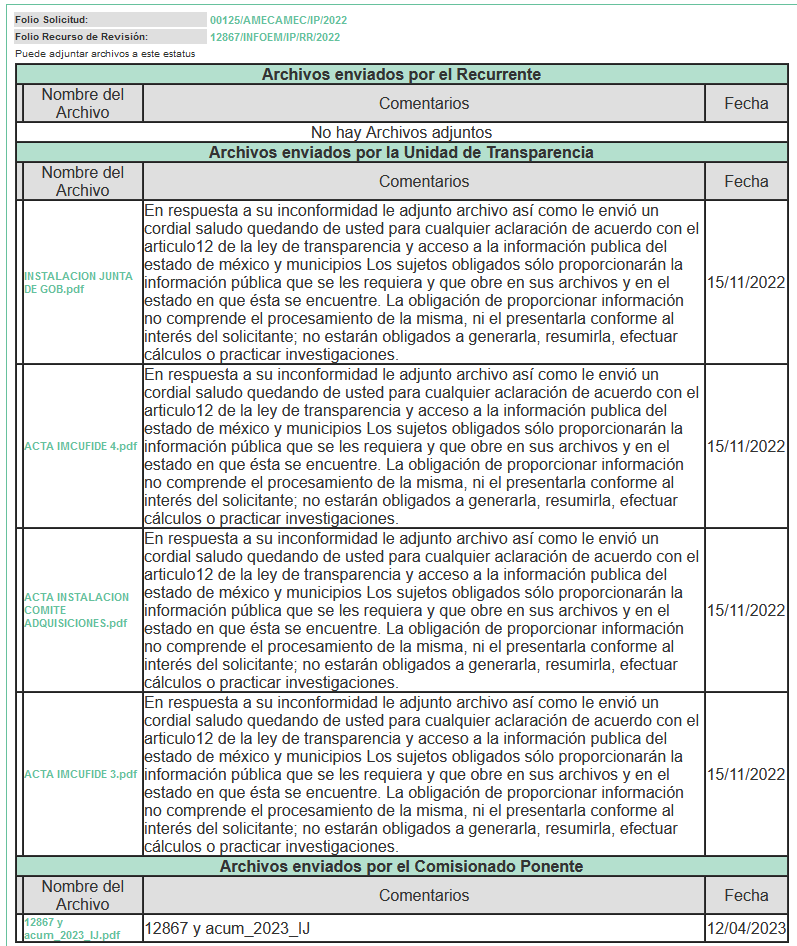 Folio Solicitud: 00125/AMECAMEC/IP/2022
Folio Recurso de Revisión: 12867/INFOEM/IP/RR/2022
Puede adjuntar archivos a este estatus
Archivos enviados por el Recurrente
Nombre del
Archivo
Comentarios
Fecha
No hay Archivos adjuntos
Archivos enviados por la Unidad de Transparencia
Nombre del
Archivo
Comentarios
Fecha
INSTALACION JUNTA
DE GOB.pdf
En respuesta a su inconformidad le adjunto archivo así como le envió un
cordial saludo quedando de usted para cualquier aclaración de acuerdo con el
articulo12 de la ley de transparencia y acceso a la información publica del
estado de méxico y municipios Los sujetos obligados sólo proporcionarán la
información pública que se les requiera y que obre en sus archivos y en el
estado en que ésta se encuentre. La obligación de proporcionar información
no comprende el procesamiento de la misma, ni el presentarla conforme al
interés del solicitante; no estarán obligados a generarla, resumirla, efectuar
cálculos o practicar investigaciones.
15/11/2022
ACTA IMCUFIDE 4.pdf
En respuesta a su inconformidad le adjunto archivo así como le envió un
cordial saludo quedando de usted para cualquier aclaración de acuerdo con el
articulo12 de la ley de transparencia y acceso a la información publica del
estado de méxico y municipios Los sujetos obligados sólo proporcionarán la
información pública que se les requiera y que obre en sus archivos y en el
estado en que ésta se encuentre. La obligación de proporcionar información
no comprende el procesamiento de la misma, ni el presentarla conforme al
interés del solicitante; no estarán obligados a generarla, resumirla, efectuar
cálculos o practicar investigaciones.
15/11/2022
ACTA INSTALACION
COMITE
ADQUISICIONES.pdf
En respuesta a su inconformidad le adjunto archivo así como le envió un
cordial saludo quedando de usted para cualquier aclaración de acuerdo con el
articulo12 de la ley de transparencia y acceso a la información publica del
estado de méxico y municipios Los sujetos obligados sólo proporcionarán la
información pública que se les requiera y que obre en sus archivos y en el
estado en que ésta se encuentre. La obligación de proporcionar información
no comprende el procesamiento de la misma, ni el presentarla conforme al
interés del solicitante; no estarán obligados a generarla, resumirla, efectuar
cálculos o practicar investigaciones.
15/11/2022
ACTA IMCUFIDE 3.pdf
En respuesta a su inconformidad le adjunto archivo así como le envió un
cordial saludo quedando de usted para cualquier aclaración de acuerdo con el
articulo12 de la ley de transparencia y acceso a la información publica del
estado de méxico y municipios Los sujetos obligados sólo proporcionarán la
información pública que se les requiera y que obre en sus archivos y en el
estado en que ésta se encuentre. La obligación de proporcionar información
no comprende el procesamiento de la misma, ni el presentarla conforme al
interés del solicitante; no estarán obligados a generarla, resumirla, efectuar
cálculos o practicar investigaciones.
15/11/2022
Archivos enviados por el Comisionado Ponente
Nombre del
Archivo
Comentarios
Fecha
12867 y
acum_2023_IJ.pdf
12867 y acum_2023_IJ
12/04/2023